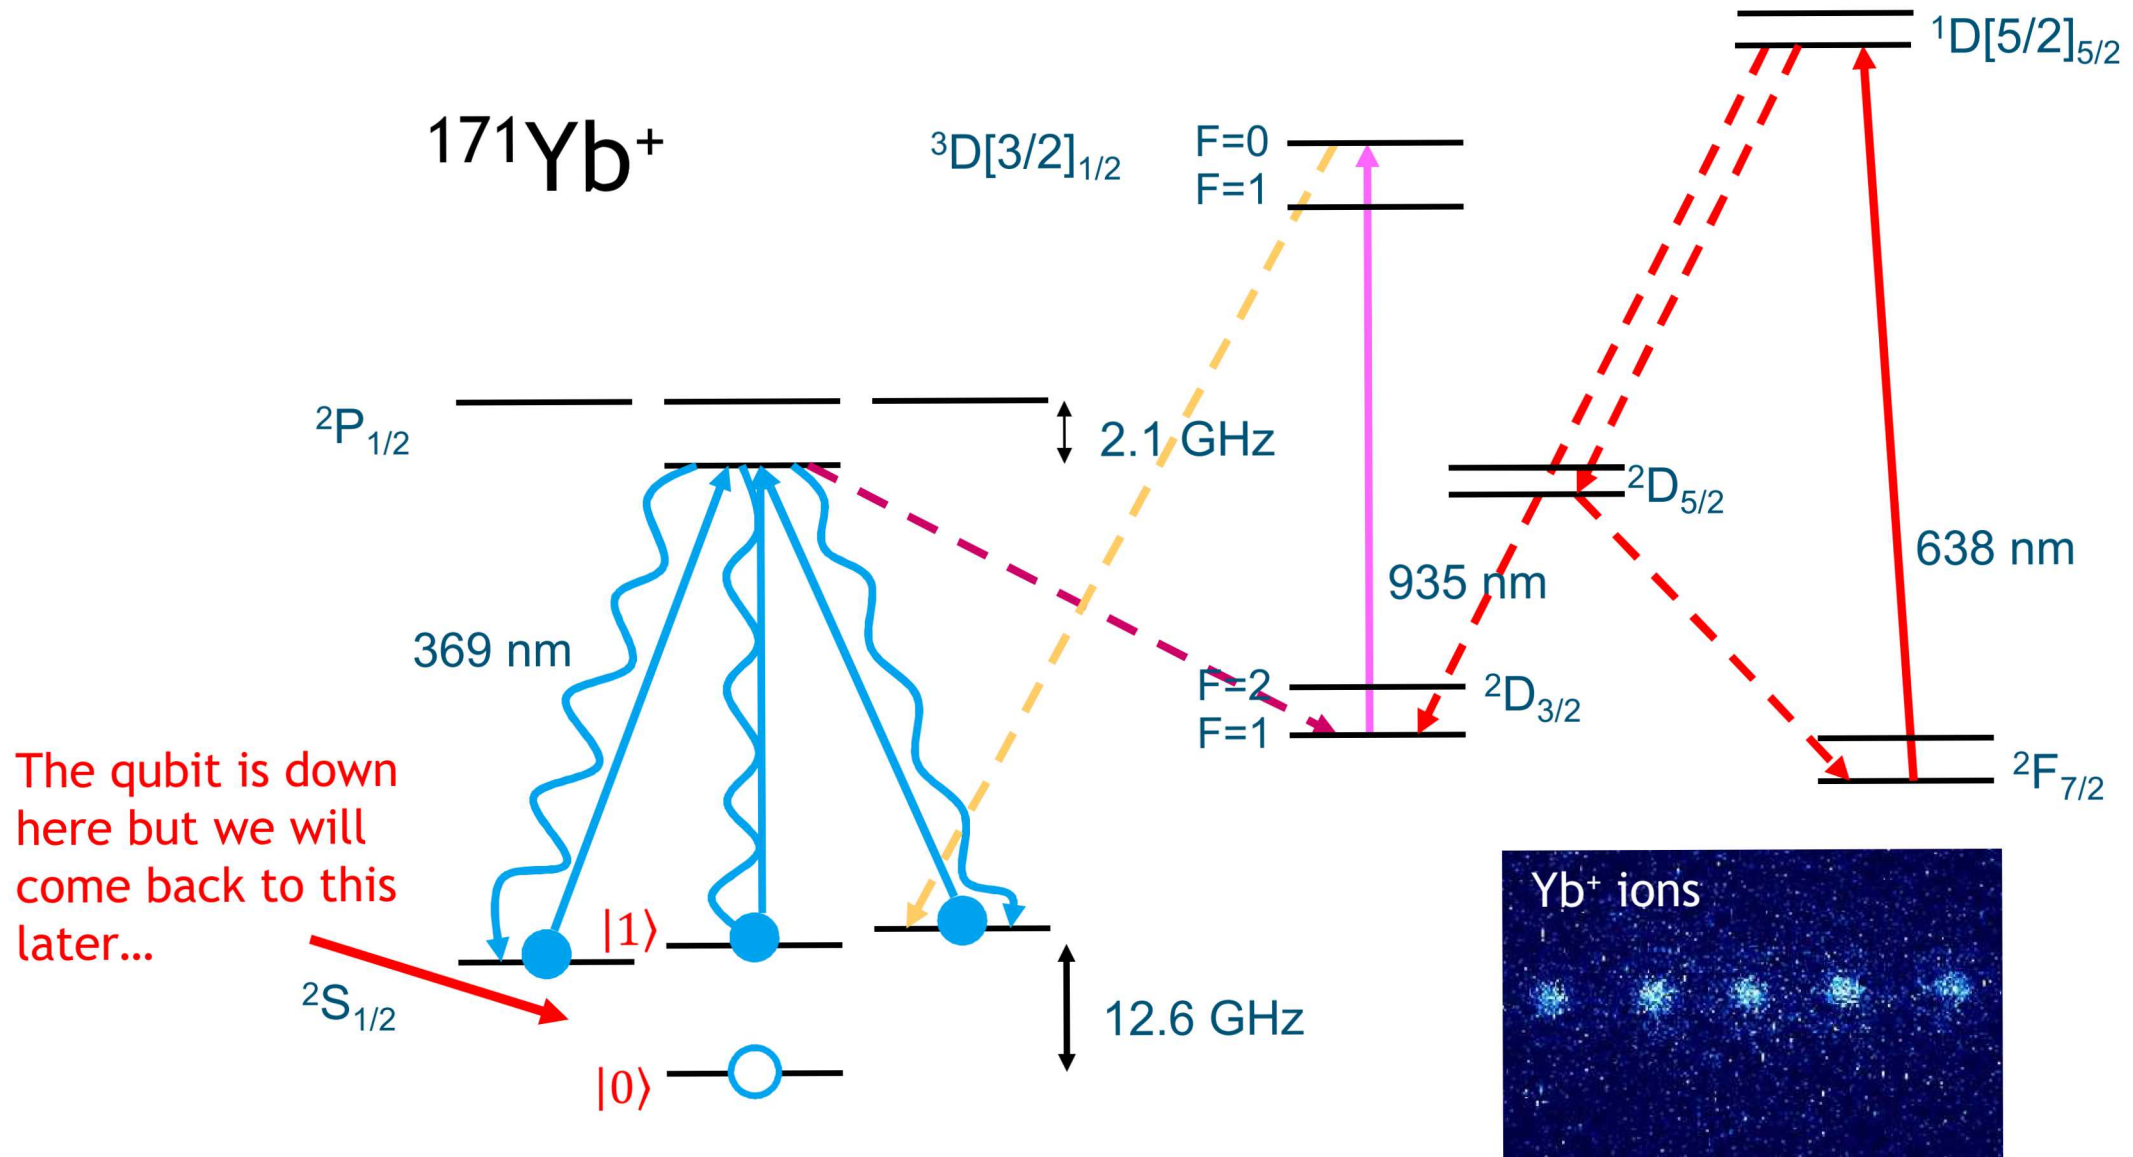 ¹D[5/2]₅/₂
¹⁷¹Yb⁺
³D[3/2]₁/₂
F=0
F=1
²P₁/₂
2.1 GHz
²D₅/₂
638 nm
935 nm
369 nm
F=2
F=1
²D₃/₂
²F₇/₂
The qubit is down
here but we will
come back to this
later...
|1⟩
²S₁/₂
12.6 GHz
|0⟩
Yb⁺ ions